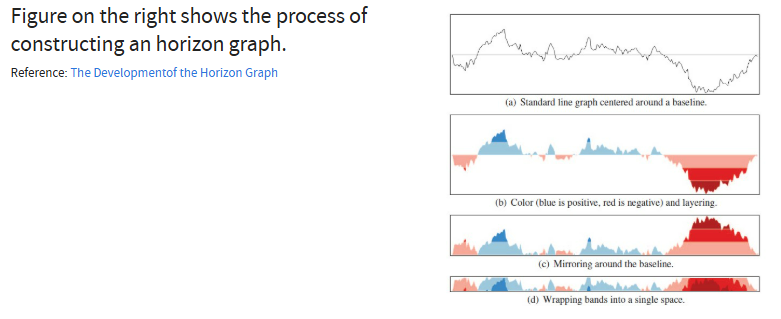 Figure on the right shows the process of
constructing an horizon graph.
Reference: The Developmentof the Horizon Graph
(a) Standard line graph centered around a baseline.
(b) Color (blue is positive, red is negative) and layering.
(c) Mirroring around the baseline.
(d) Wrapping bands into a single space.